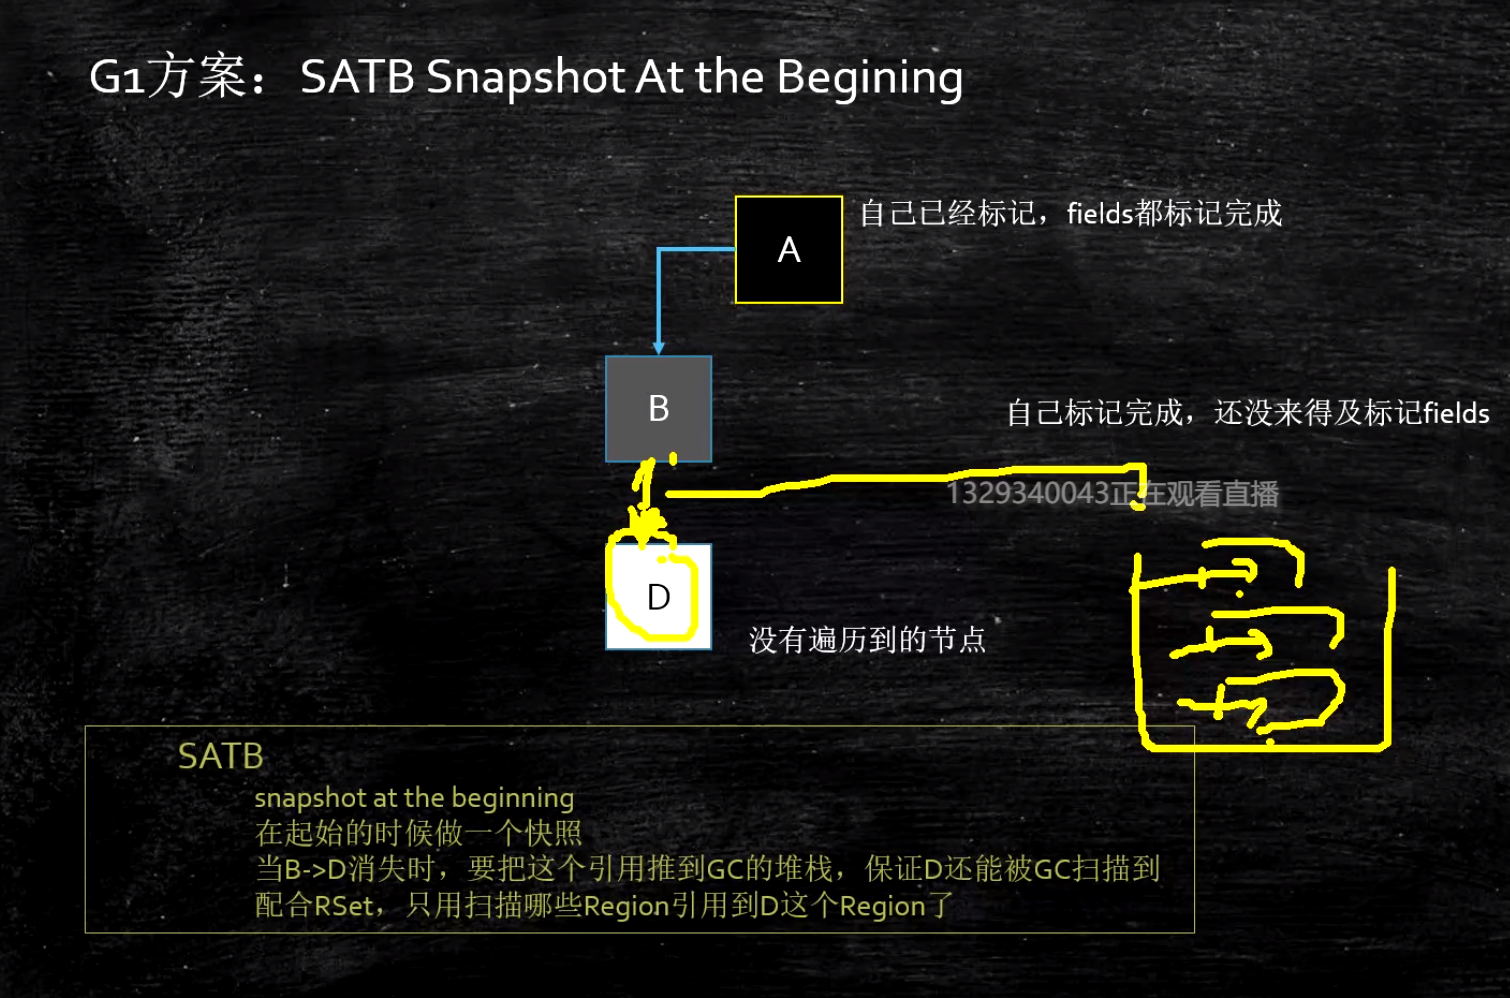 G1方案：SATB Snapshot At the Begining
A
自己已经标记，fields都标记完成
B
自己标记完成，还没来得及标记fields
1329340043正在观看直播
D
没有遍历到的节点
SATB
snapshot at the beginning
在起始的时候做一个快照
当B->D消失时，要把这个引用推到GC的堆栈，保证D还能被GC扫描到
配合RSet，只用扫描哪些Region引用到D这个Region了